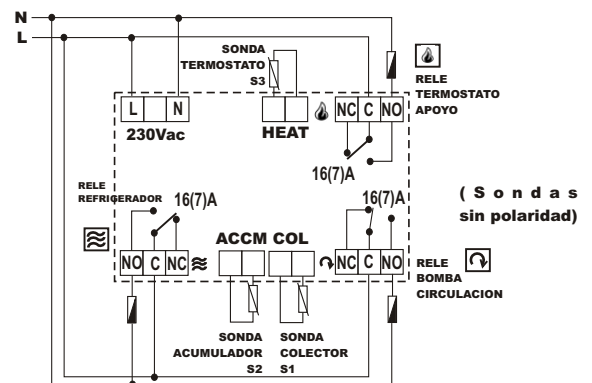 N
L
SONDA
TERMOSTATO
S3
RELE
TERMOSTATO
APOYO
L N
230Vac
HEAT
NC C NO
16(7)A
RELE
REFRIGERADOR
16(7)A
16(7)A
(Sondas
sin polaridad)
ACCM COL
NO C NC
NC C NO
RELE
BOMBA
CIRCULACION
SONDA
ACUMULADOR
S2
SONDA
COLECTOR
S1